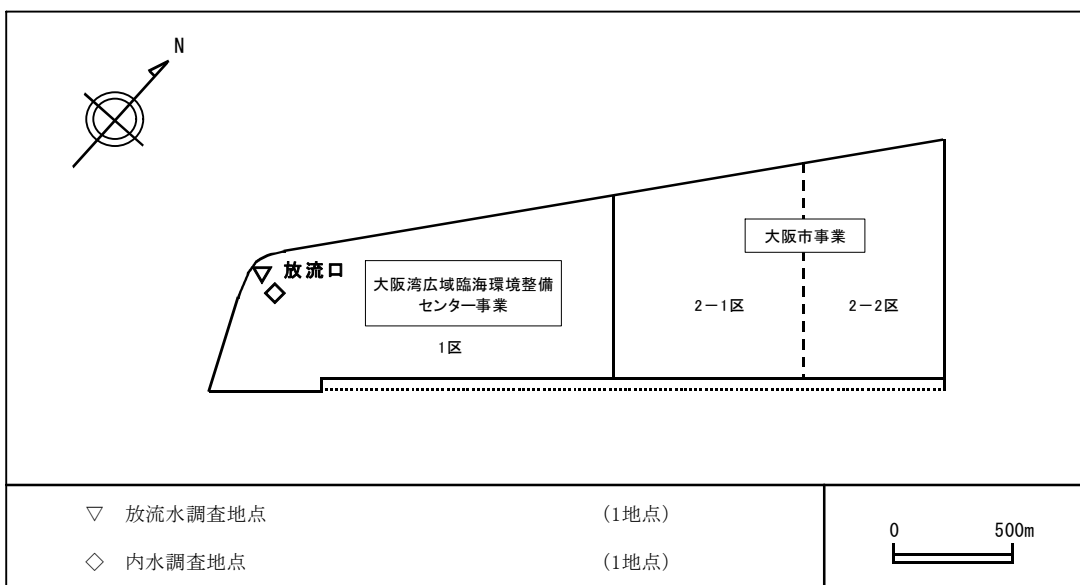 N
放流口
大阪湾広域臨海環境整備
センター事業
1区
大阪市事業
2－1区
2－2区
▽ 放流水調査地点 (1地点)
◇ 内水調査地点 (1地点)
0 500m